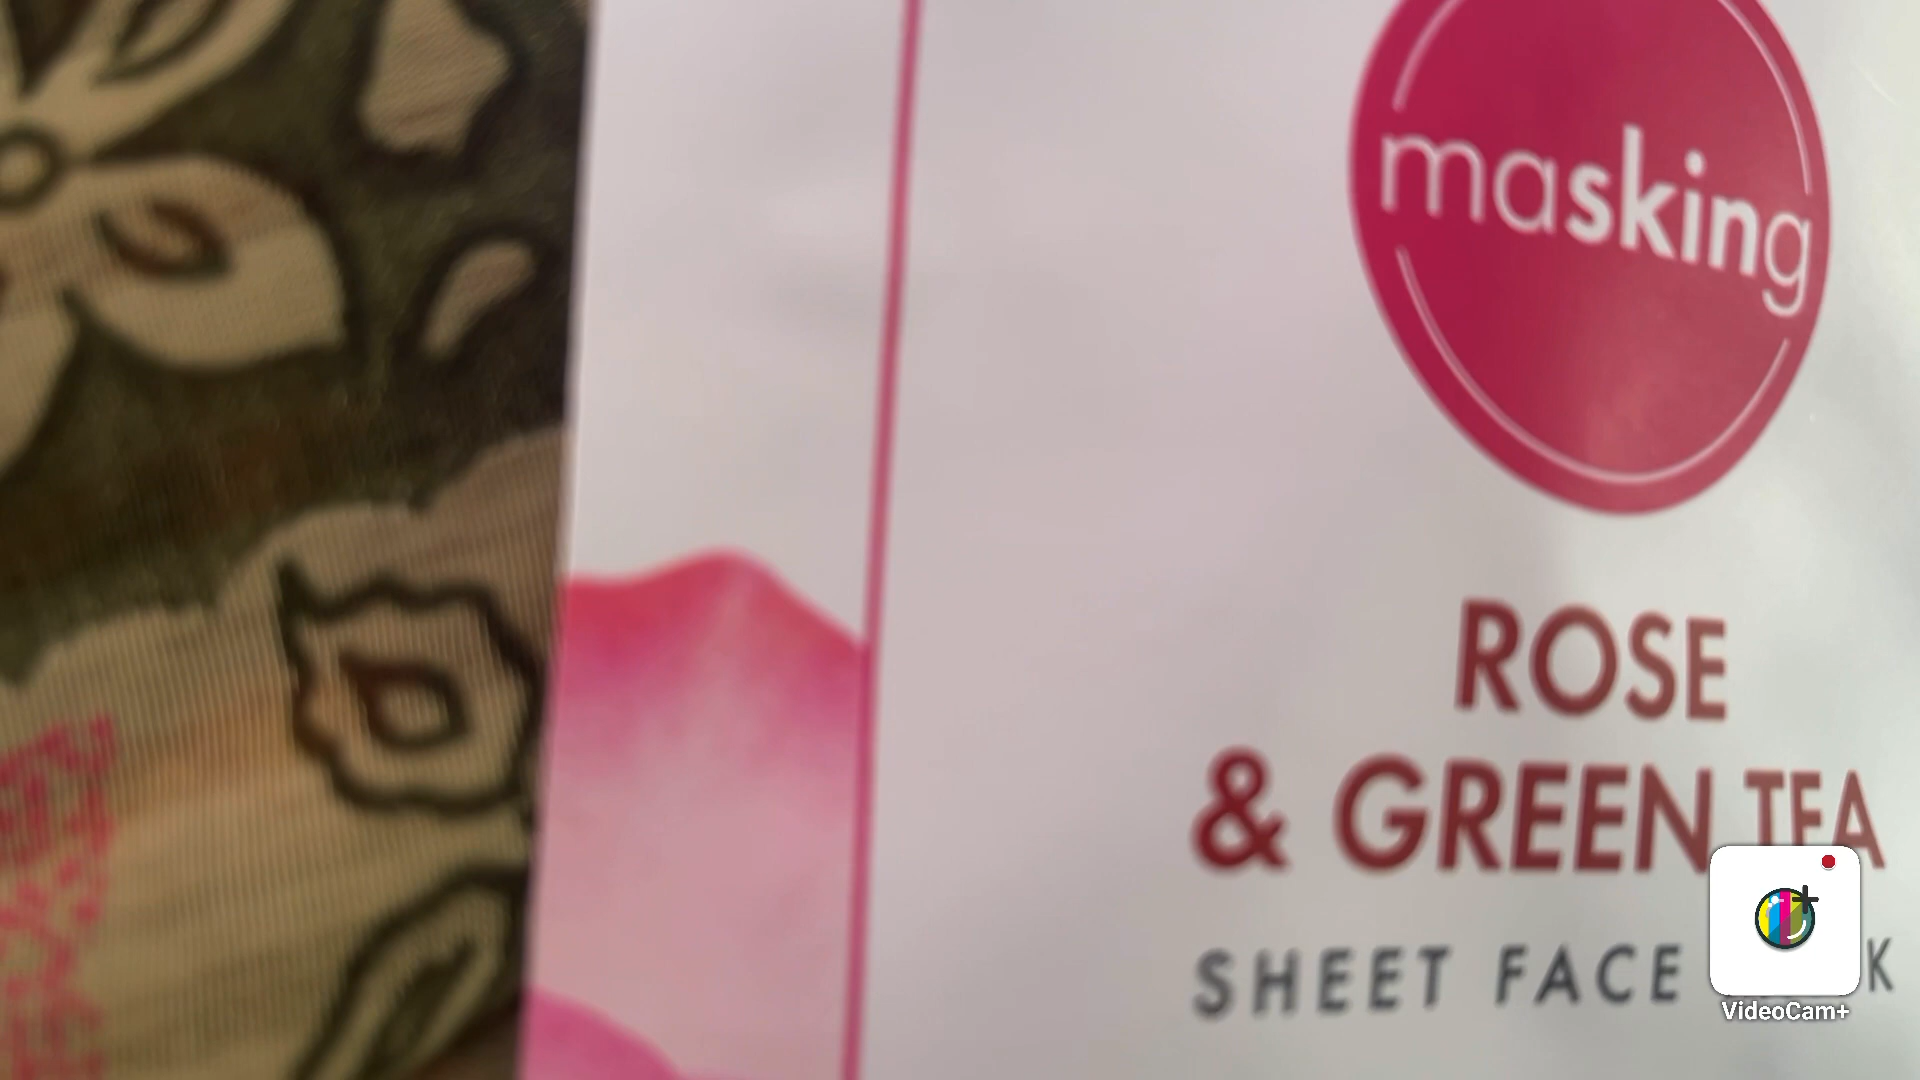 masking
ROSE
& GREEN TEA
SHEET FACE
VideoCam+